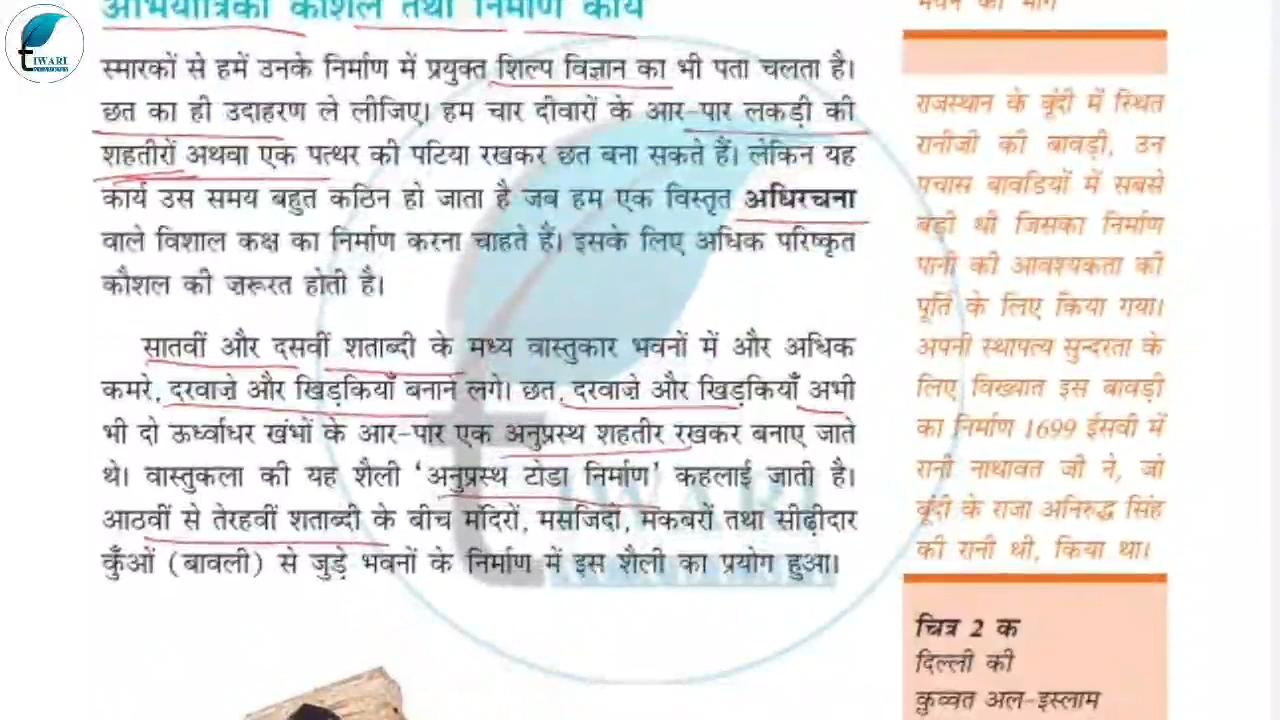 TIWARI
अभियांत्रिकी कौशल तथा निर्माण कार्य
स्मारकों से हमें उनके निर्माण में प्रयुक्त शिल्प विज्ञान का भी पता चलता है।
छत का ही उदाहरण ले लीजिए। हम चार दीवारों के आर-पार लकड़ी की
शहतीरों अथवा एक पत्थर की पटिया रखकर छत बना सकते हैं। लेकिन यह
कार्य उस समय बहुत कठिन हो जाता है जब हम एक विस्तृत अधिरचना
वाले विशाल कक्ष का निर्माण करना चाहते हैं। इसके लिए अधिक परिष्कृत
कौशल की ज़रूरत होती है।
सातवीं और दसवीं शताब्दी के मध्य वास्तुकार भवनों में और अधिक
कमरे, दरवाज़े और खिड़कियाँ बनाने लगे। छत, दरवाज़े और खिड़कियाँ अभी
भी दो ऊर्ध्वाधर खंभों के आर-पार एक अनुप्रस्थ शहतीर रखकर बनाए जाते
थे। वास्तुकला की यह शैली ‘अनुप्रस्थ टोडा निर्माण’ कहलाई जाती है।
आठवीं से तेरहवीं शताब्दी के बीच मंदिरों, मसजिदों, मकबरों तथा सीढ़ीदार
कुँओं (बावली) से जुड़े भवनों के निर्माण में इस शैली का प्रयोग हुआ।
TIWARI
राजस्थान के बूंदी में स्थित
रानीजी की बावड़ी, उन
पचास बावड़ियों में सबसे
बड़ी थी जिसका निर्माण
पानी की आवश्यकता की
पूर्ति के लिए किया गया।
अपनी स्थापत्य सुन्दरता के
लिए विख्यात इस बावड़ी
का निर्माण 1699 ईसवी में
रानी नाथावत जी ने, जो
बूंदी के राजा अनिरुद्ध सिंह
की रानी थी, किया था।
चित्र 2 क
दिल्ली की
क़ुव्वत अल-इस्लाम